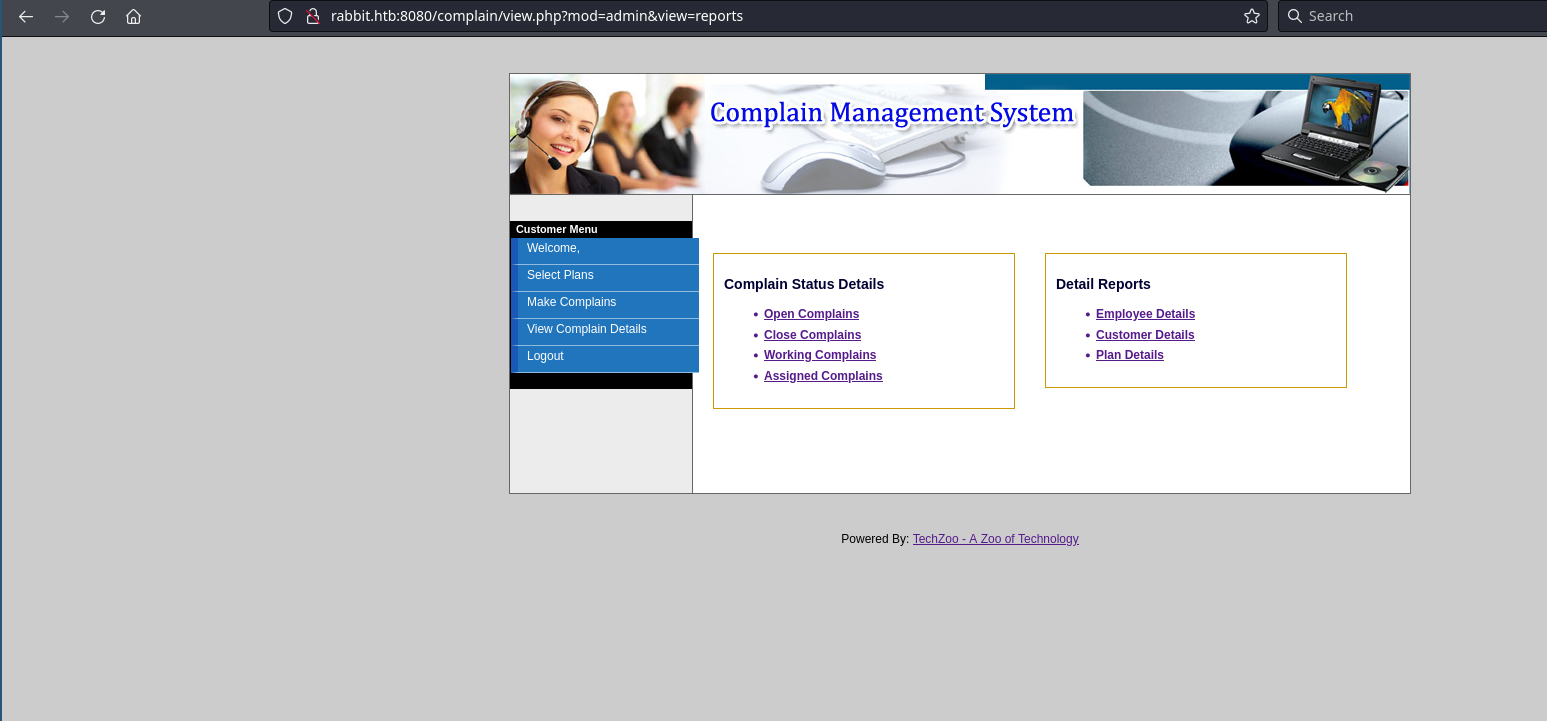 rabbit.htb:8080/complain/view.php?mod=admin&view=reports
Search
Complain Management System
Customer Menu
Welcome,
Select Plans
Make Complains
View Complain Details
Logout
Complain Status Details
• Open Complains
• Close Complains
• Working Complains
• Assigned Complains
Detail Reports
• Employee Details
• Customer Details
• Plan Details
Powered By: TechZoo - A Zoo of Technology